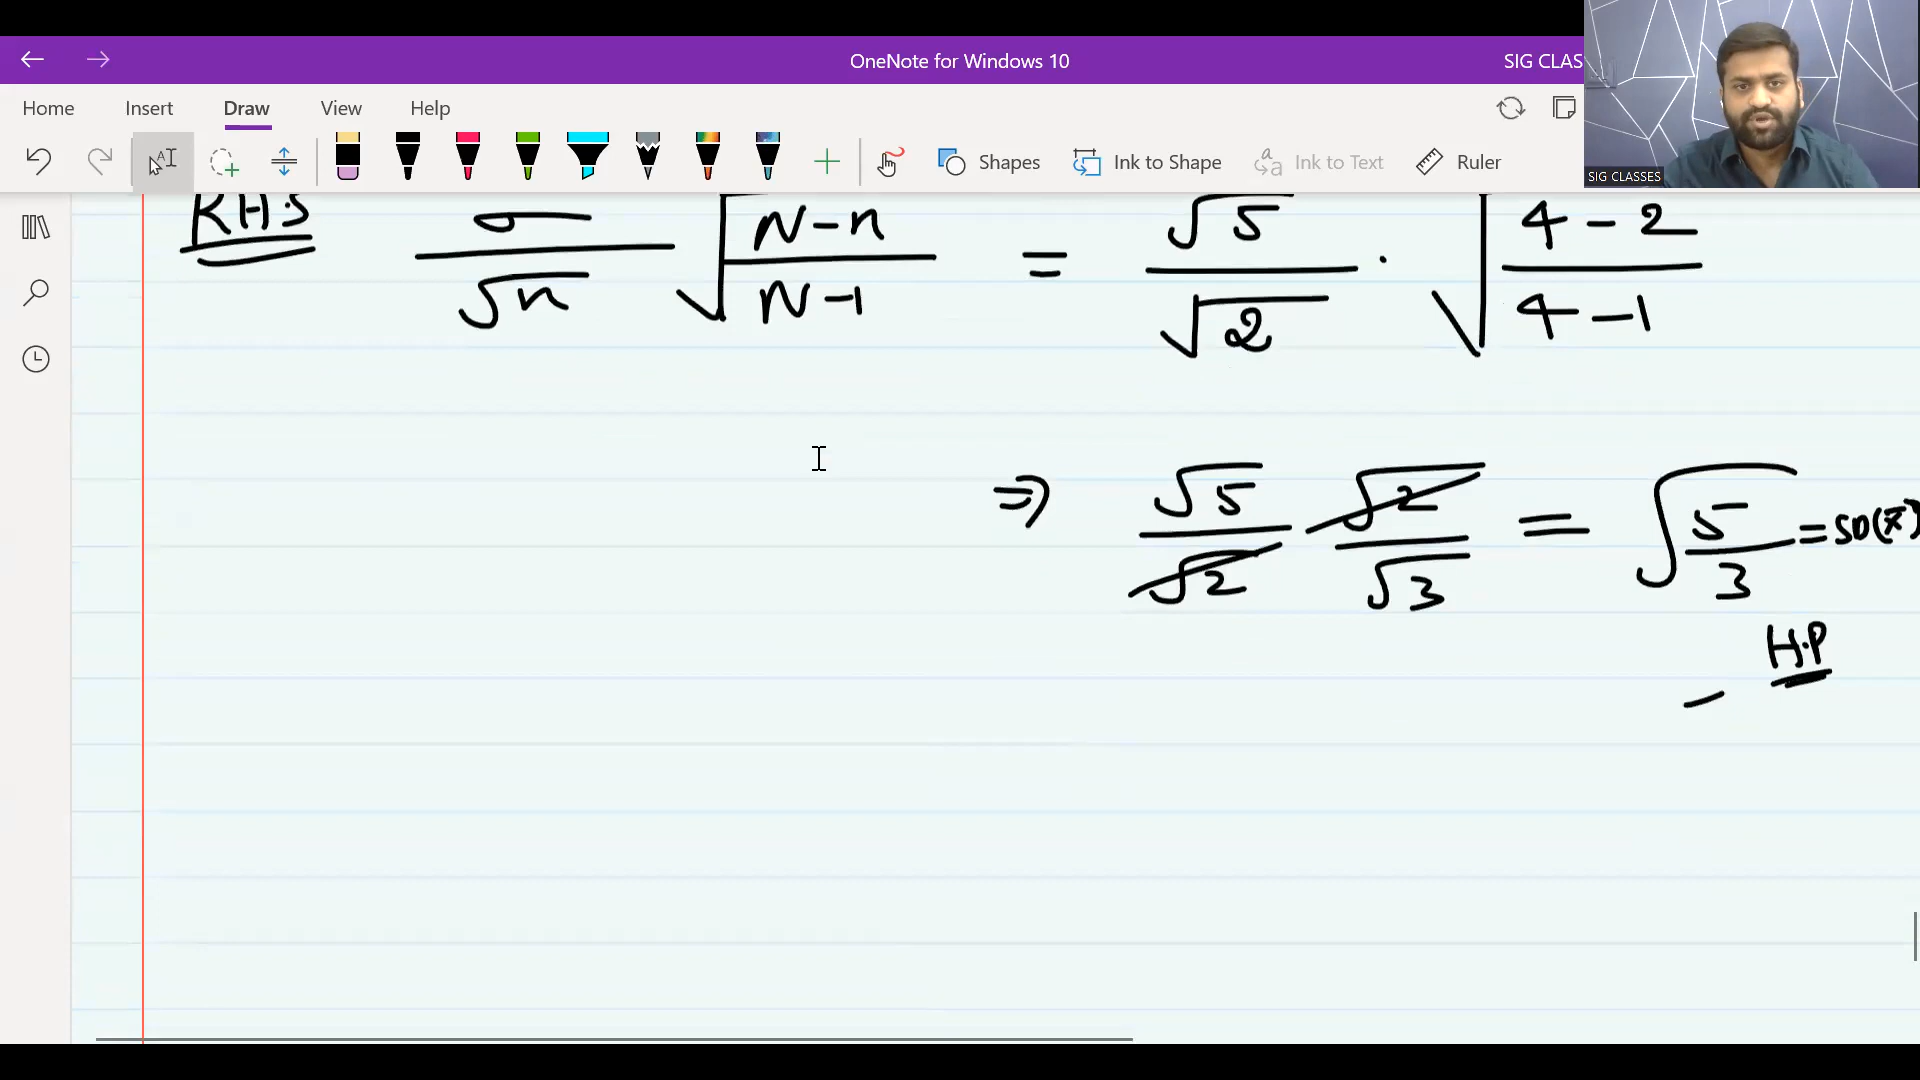 OneNote for Windows 10
SIG CLAS
Home Insert Draw View Help
Shapes Ink to Shape Ink to Text Ruler
SIG CLASSES
RHS σ/√n √(N-n)/(N-1) = √5/√2 · √(4-2)/(4-1)
⇒ √5/√2 √2/√3 = √5/3 = SD(x̄)
H.P